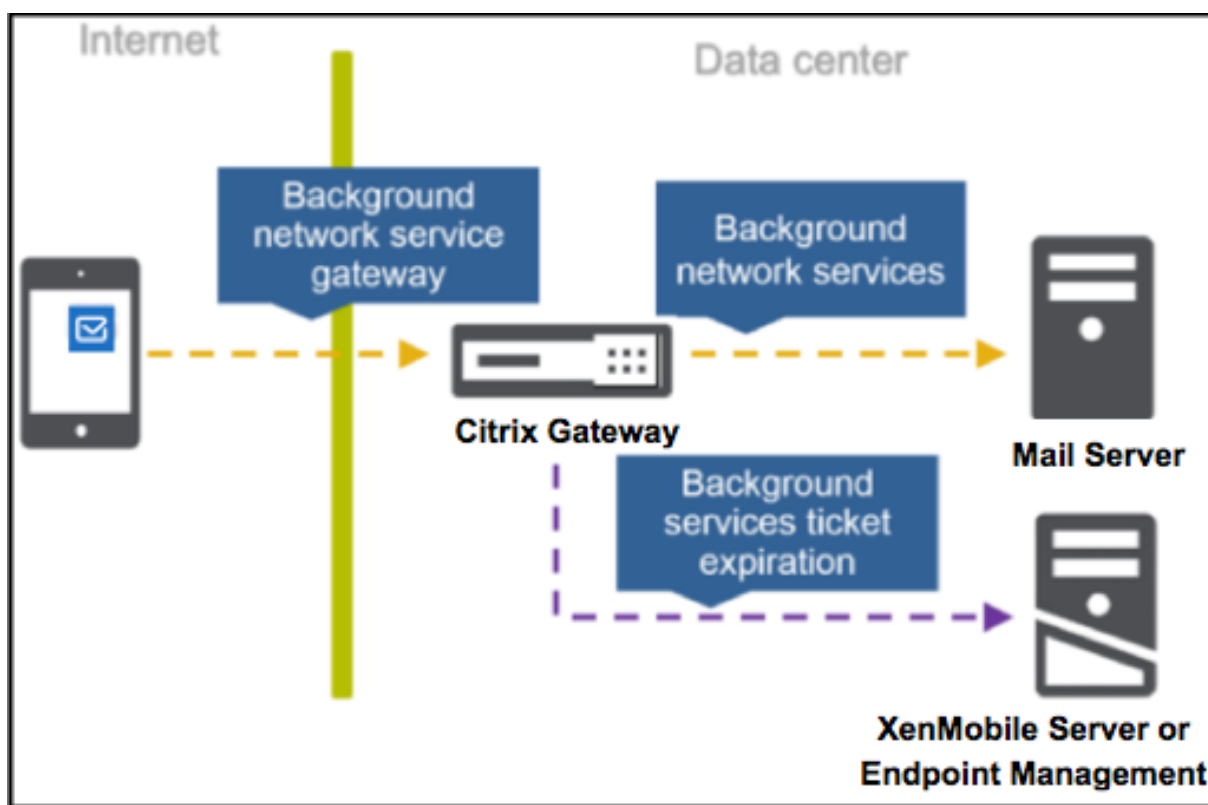 Internet
Data center
Background
network service
gateway
Background
network services
Citrix Gateway
Mail Server
Background
services ticket
expiration
XenMobile Server or
Endpoint Management